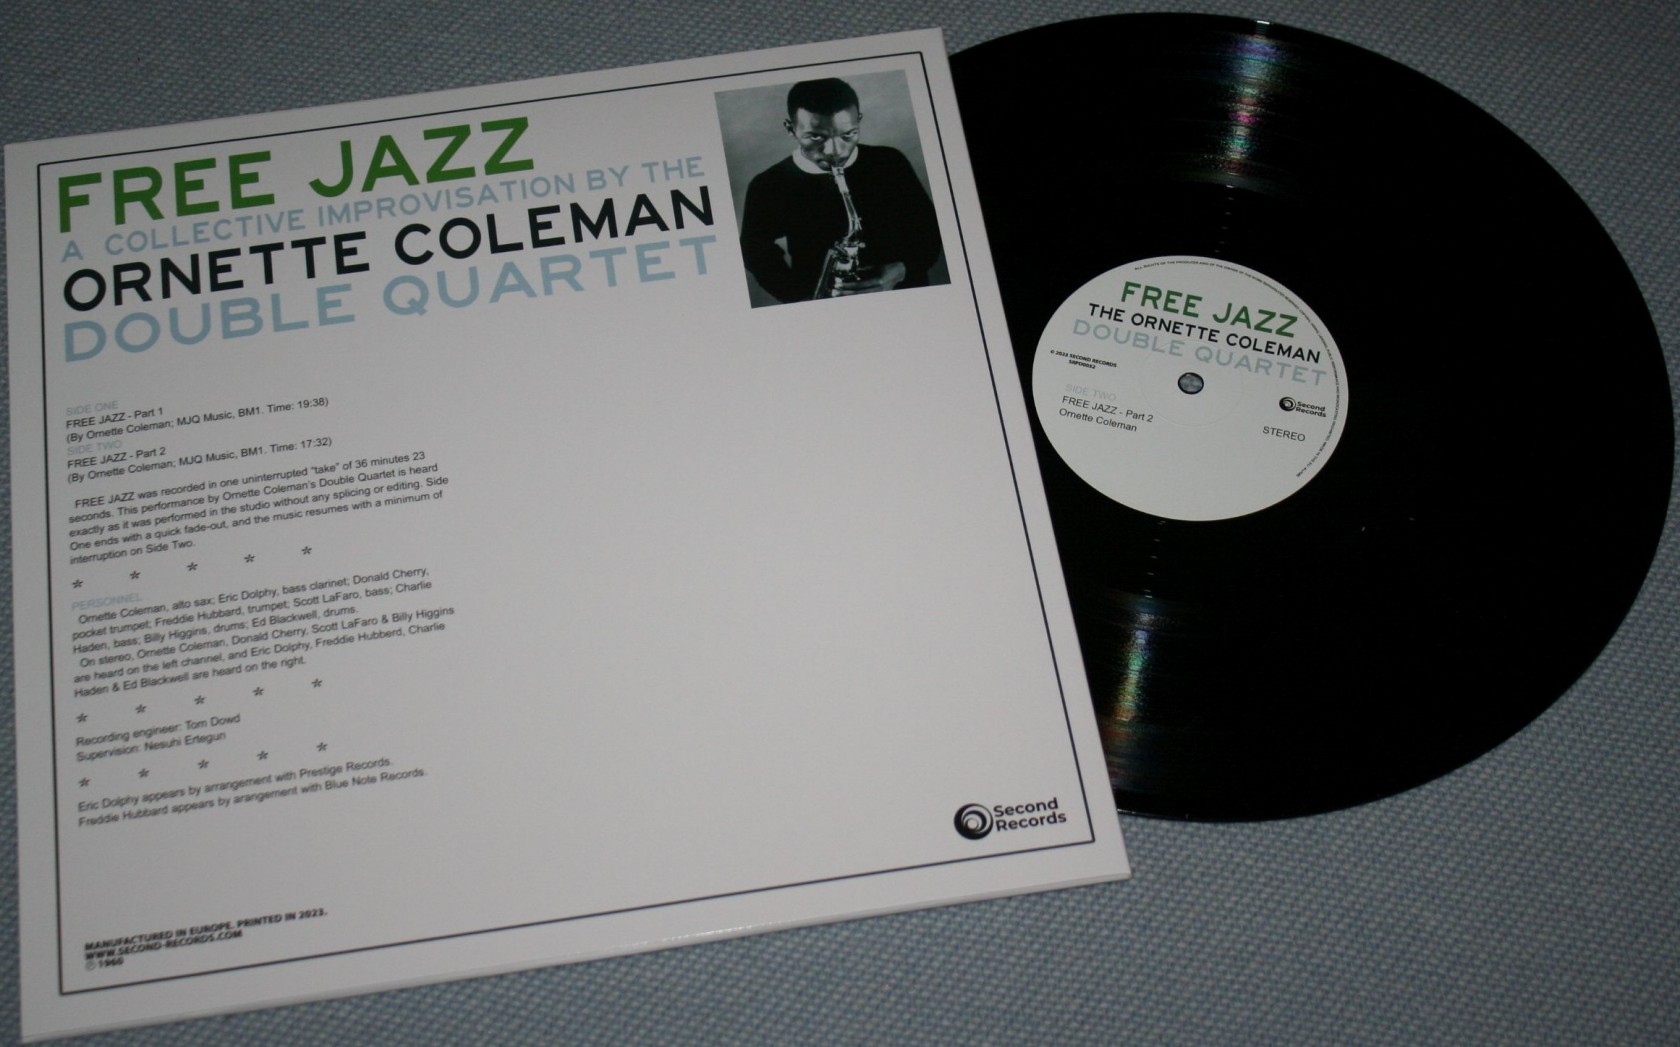 FREE JAZZ
A COLLECTIVE IMPROVISATION BY THE
ORNETTE COLEMAN
DOUBLE QUARTET
SIDE ONE
FREE JAZZ - Part 1
(By Ornette Coleman; MJQ Music, BM1. Time: 19:38)
SIDE TWO
FREE JAZZ - Part 2
(By Ornette Coleman; MJQ Music, BM1. Time: 17:32)
FREE JAZZ was recorded in one uninterrupted "take" of 36 minutes 23
seconds. This performance by Ornette Coleman's Double Quartet is heard
exactly as it was performed in the studio without any splicing or editing. Side
One ends with a quick fade-out, and the music resumes with a minimum of
interruption on Side Two.
* * * * *
PERSONNEL
Ornette Coleman, alto sax; Eric Dolphy, bass clarinet; Donald Cherry,
pocket trumpet; Freddie Hubbard, trumpet; Scott LaFaro, bass; Charlie
Haden, bass; Billy Higgins, drums; Ed Blackwell, drums.
On stereo, Ornette Coleman, Donald Cherry, Scott LaFaro & Billy Higgins
are heard on the left channel, and Eric Dolphy, Freddie Hubberd, Charlie
Haden & Ed Blackwell are heard on the right.
* * * * *
Recording engineer: Tom Dowd
Supervision: Nesuhi Ertegun
* * * * *
Eric Dolphy appears by arrangement with Prestige Records.
Freddie Hubbard appears by arangement with Blue Note Records.
MANUFACTURED IN EUROPE. PRINTED IN 2023.
WWW.SECOND-RECORDS.COM
℗ 1960
Second
Records
FREE JAZZ
THE ORNETTE COLEMAN
DOUBLE QUARTET
© 2023 SECOND RECORDS
SIDE TWO
FREE JAZZ - Part 2
Ornette Coleman
Second
Records
STEREO